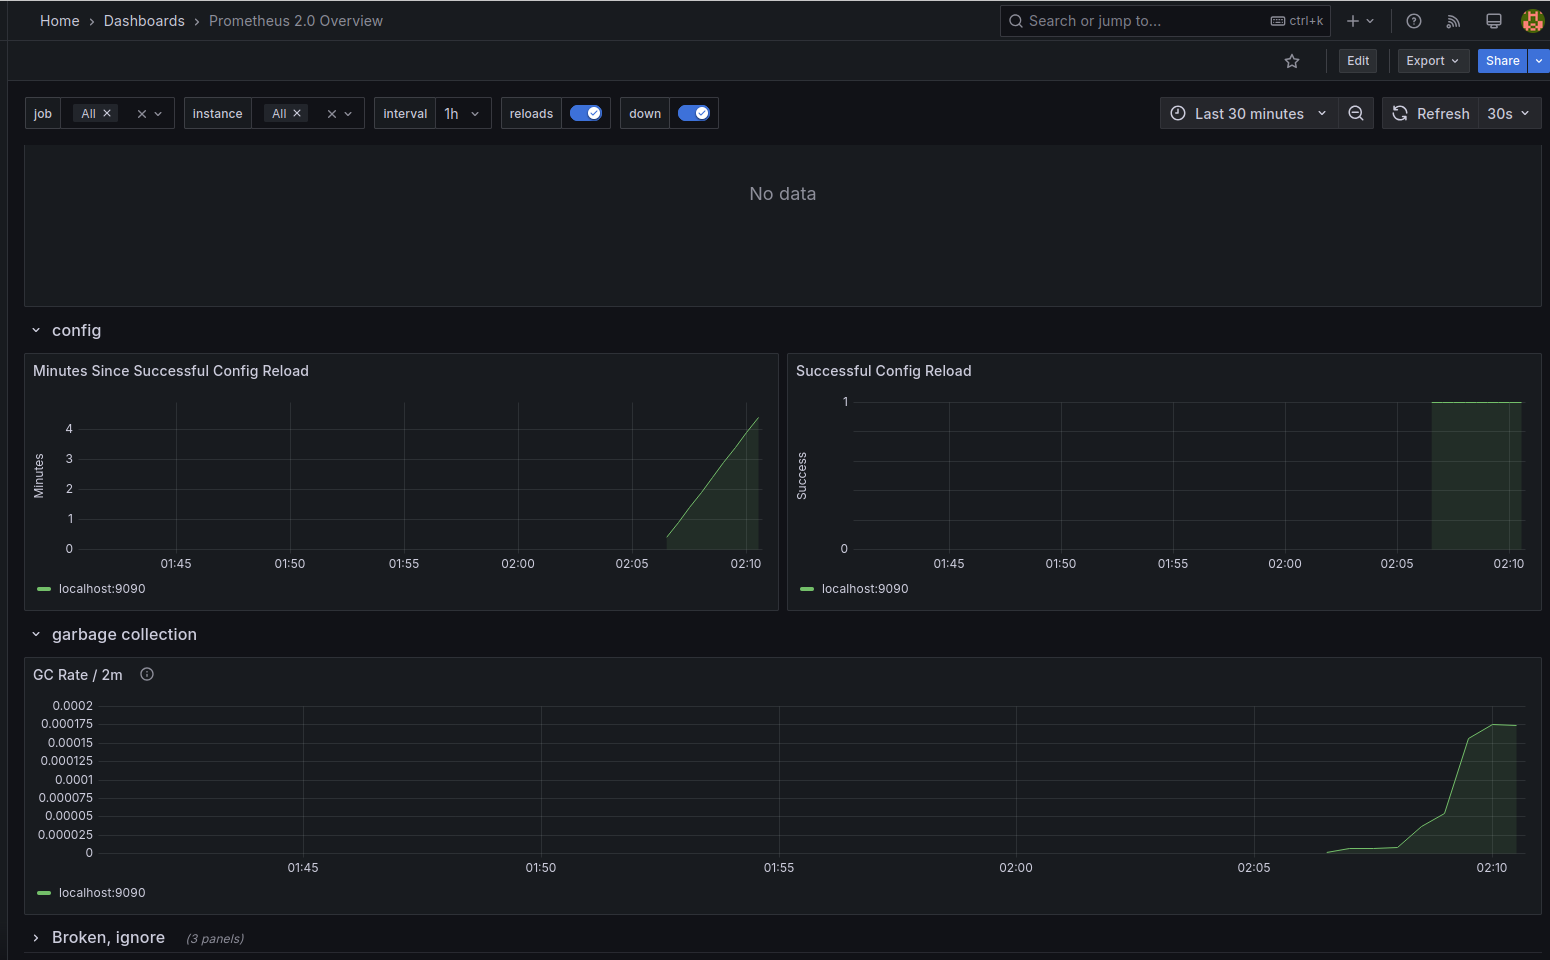 Home › Dashboards › Prometheus 2.0 Overview Search or jump to... ctrl+k
Edit Export Share
job All instance All interval 1h reloads down Last 30 minutes Refresh 30s
No data
config
Minutes Since Successful Config Reload
Minutes
4
3
2
1
0
01:45 01:50 01:55 02:00 02:05 02:10
localhost:9090
Successful Config Reload
Success
1
0
01:45 01:50 01:55 02:00 02:05 02:10
localhost:9090
garbage collection
GC Rate / 2m
0.0002
0.000175
0.00015
0.000125
0.0001
0.000075
0.00005
0.000025
0
01:45 01:50 01:55 02:00 02:05 02:10
localhost:9090
Broken, ignore (3 panels)